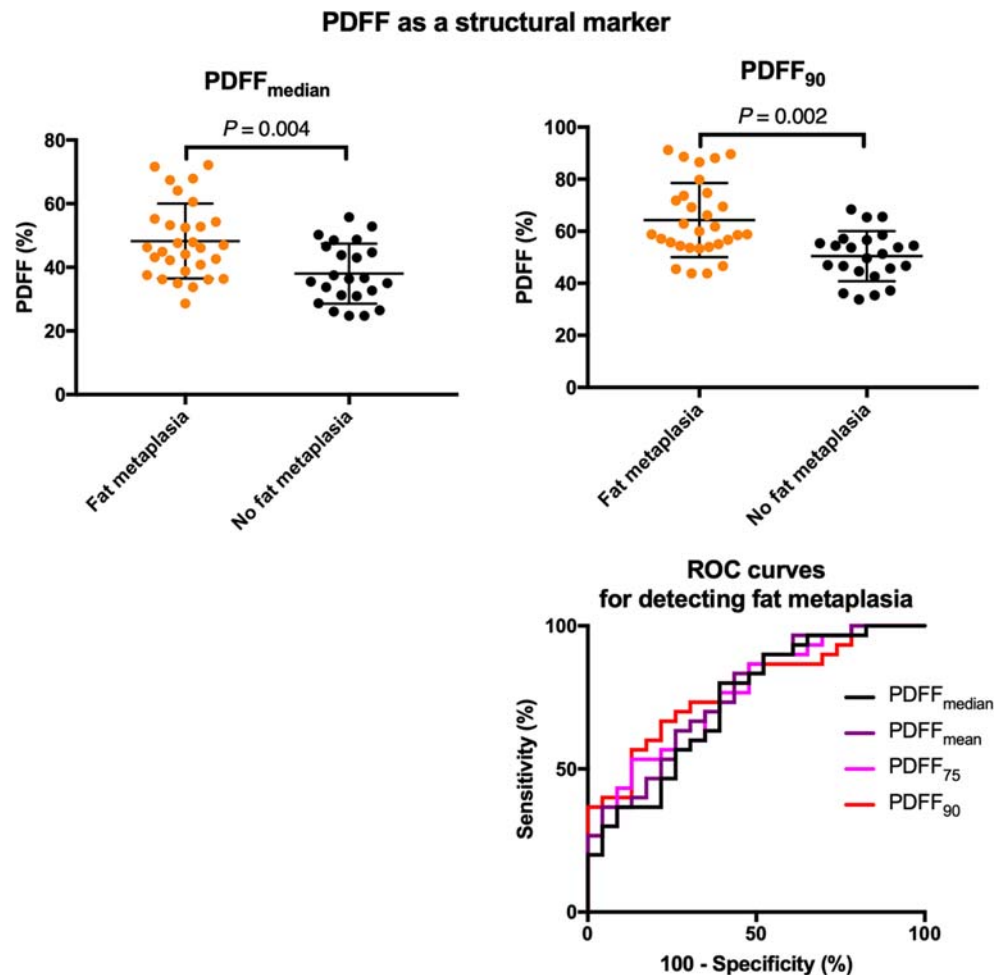 PDFF as a structural marker
PDFFmedian
P = 0.004
80
60
40
20
0
PDFF (%)
Fat metaplasia
No fat metaplasia
PDFF90
P = 0.002
100
80
60
40
20
0
PDFF (%)
Fat metaplasia
No fat metaplasia
ROC curves
for detecting fat metaplasia
100
50
0
Sensitivity (%)
PDFFmedian
PDFFmean
PDFF75
PDFF90
0
50
100
100 - Specificity (%)